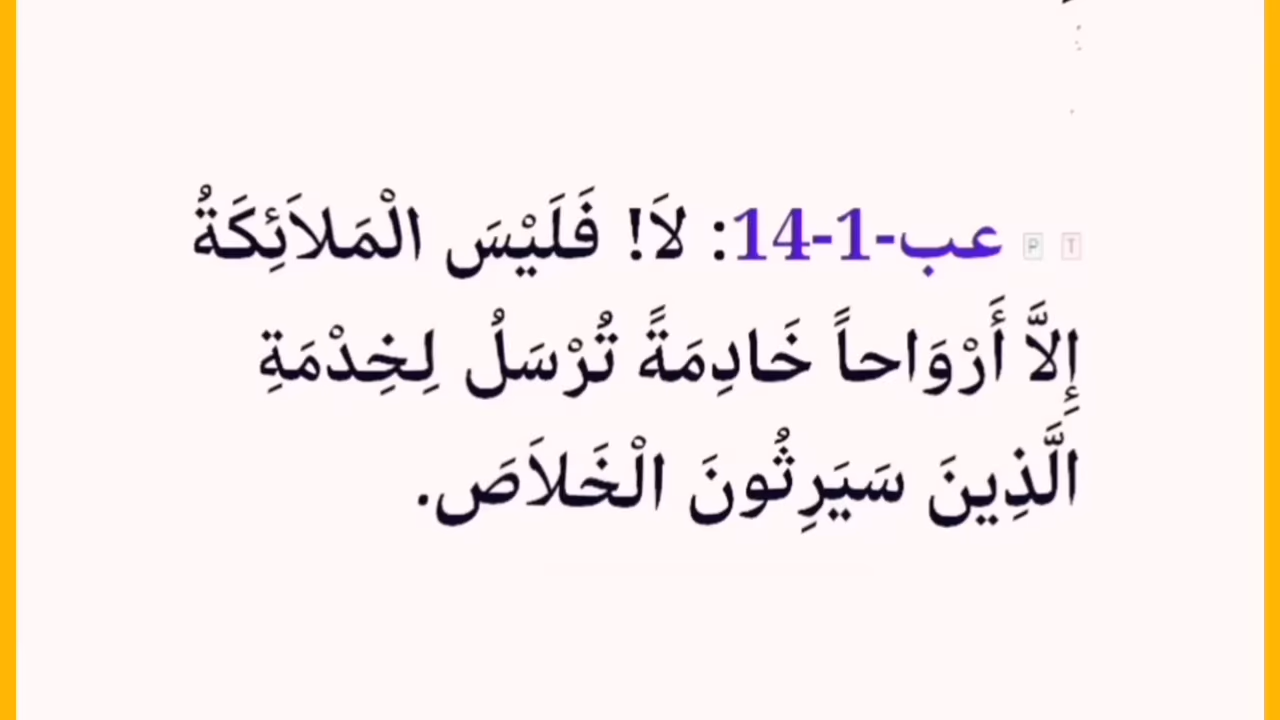 عب-1-14: لاَ! فَلَيْسَ الْمَلاَئِكَةُ
إِلاَّ أَرْوَاحاً خَادِمَةً تُرْسَلُ لِخِدْمَةِ
الَّذِينَ سَيَرِثُونَ الْخَلاَصَ.